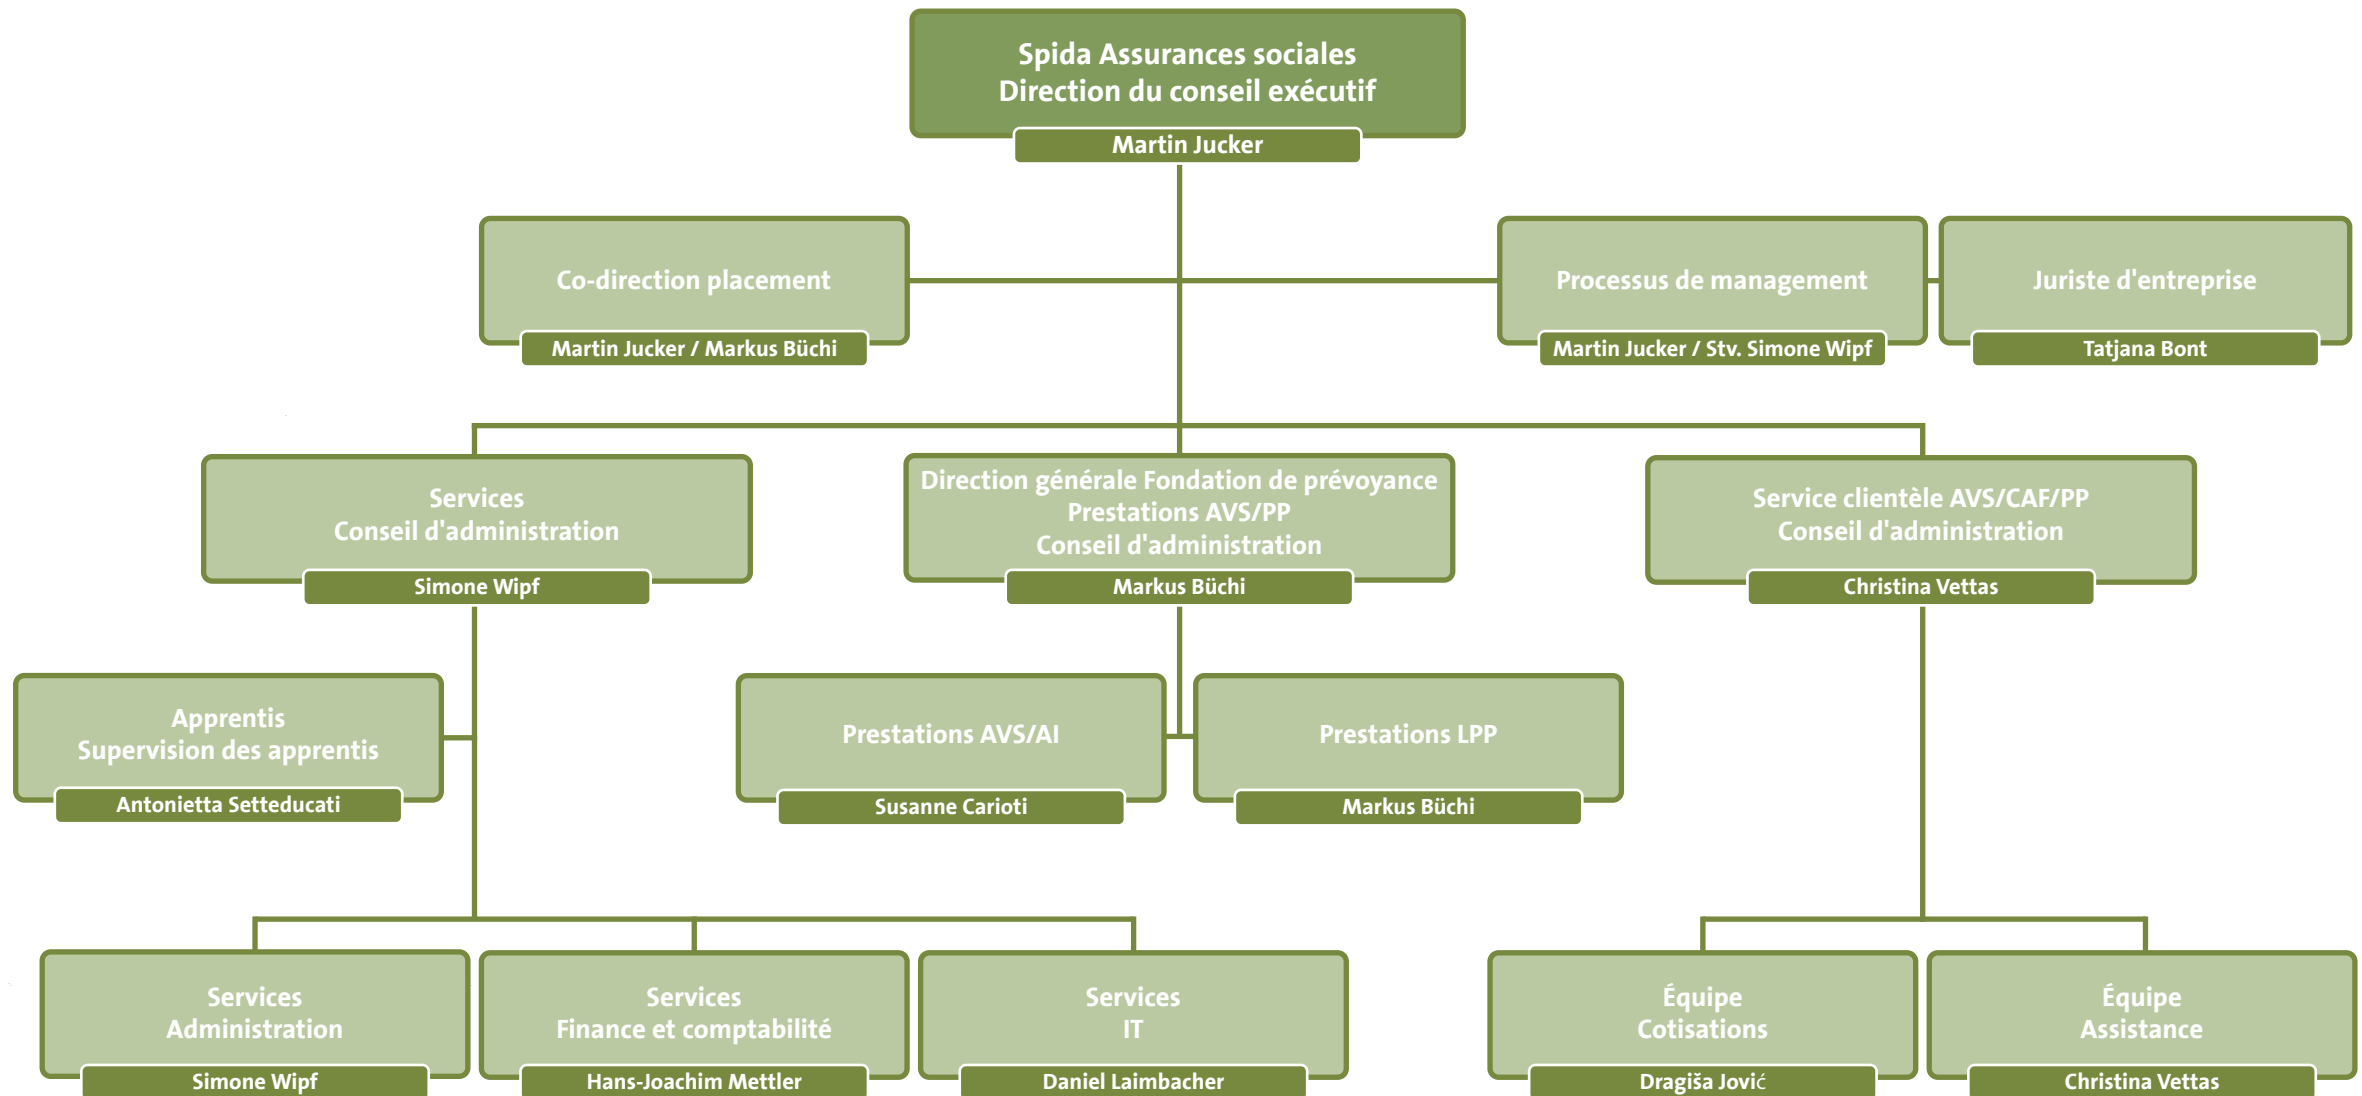 Spida Assurances sociales
Direction du conseil exécutif
Martin Jucker
Co-direction placement
Martin Jucker / Markus Büchi
Processus de management
Martin Jucker / Stv. Simone Wipf
Juriste d'entreprise
Tatjana Bont
Services
Conseil d'administration
Simone Wipf
Direction générale Fondation de prévoyance
Prestations AVS/PP
Conseil d'administration
Markus Büchi
Service clientèle AVS/CAF/PP
Conseil d'administration
Christina Vettas
Apprentis
Supervision des apprentis
Antonietta Setteducati
Prestations AVS/AI
Susanne Carioti
Prestations LPP
Markus Büchi
Services
Administration
Simone Wipf
Services
Finance et comptabilité
Hans-Joachim Mettler
Services
IT
Daniel Laimbacher
Équipe
Cotisations
Dragiša Jović
Équipe
Assistance
Christina Vettas